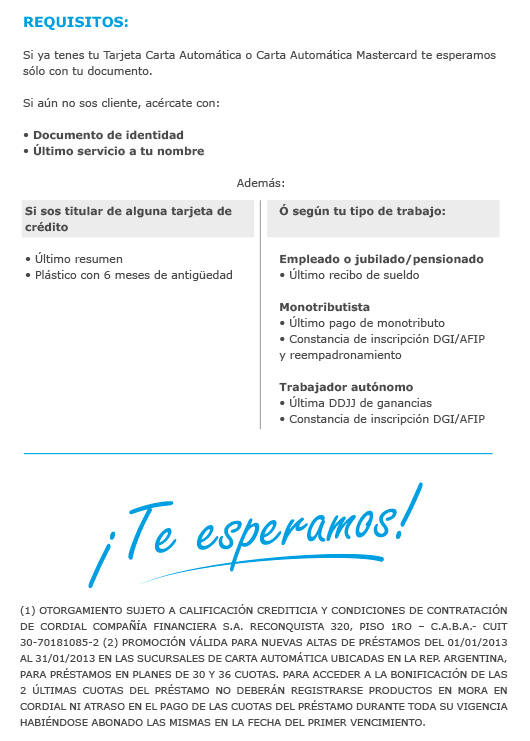 REQUISITOS:
Si ya tenes tu Tarjeta Carta Automática o Carta Automática Mastercard te esperamos
sólo con tu documento.
Si aún no sos cliente, acércate con:
• Documento de identidad
• Último servicio a tu nombre
Además:
Si sos titular de alguna tarjeta de
crédito
• Último resumen
• Plástico con 6 meses de antigüedad
Ó según tu tipo de trabajo:
Empleado o jubilado/pensionado
• Último recibo de sueldo
Monotributista
• Último pago de monotributo
• Constancia de inscripción DGI/AFIP
y reempadronamiento
Trabajador autónomo
• Última DDJJ de ganancias
• Constancia de inscripción DGI/AFIP
¡Te esperamos!
(1) OTORGAMIENTO SUJETO A CALIFICACIÓN CREDITICIA Y CONDICIONES DE CONTRATACIÓN
DE CORDIAL COMPAÑÍA FINANCIERA S.A. RECONQUISTA 320, PISO 1RO – C.A.B.A.- CUIT
30-70181085-2 (2) PROMOCIÓN VÁLIDA PARA NUEVAS ALTAS DE PRÉSTAMOS DEL 01/01/2013
AL 31/01/2013 EN LAS SUCURSALES DE CARTA AUTOMÁTICA UBICADAS EN LA REP. ARGENTINA,
PARA PRÉSTAMOS EN PLANES DE 30 Y 36 CUOTAS. PARA ACCEDER A LA BONIFICACIÓN DE LAS
2 ÚLTIMAS CUOTAS DEL PRÉSTAMO NO DEBERÁN REGISTRARSE PRODUCTOS EN MORA EN
CORDIAL NI ATRASO EN EL PAGO DE LAS CUOTAS DEL PRÉSTAMO DURANTE TODA SU VIGENCIA
HABIÉNDOSE ABONADO LAS MISMAS EN LA FECHA DEL PRIMER VENCIMIENTO.